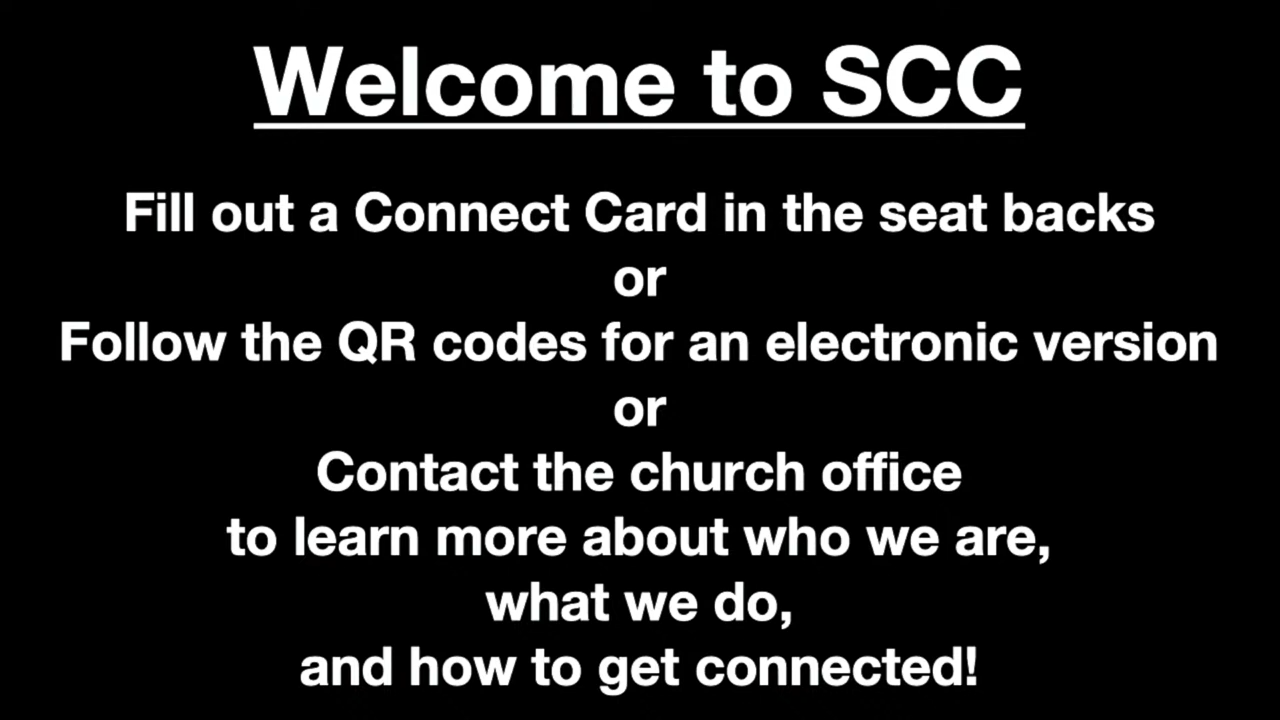 Welcome to SCC
Fill out a Connect Card in the seat backs
or
Follow the QR codes for an electronic version
or
Contact the church office
to learn more about who we are,
what we do,
and how to get connected!